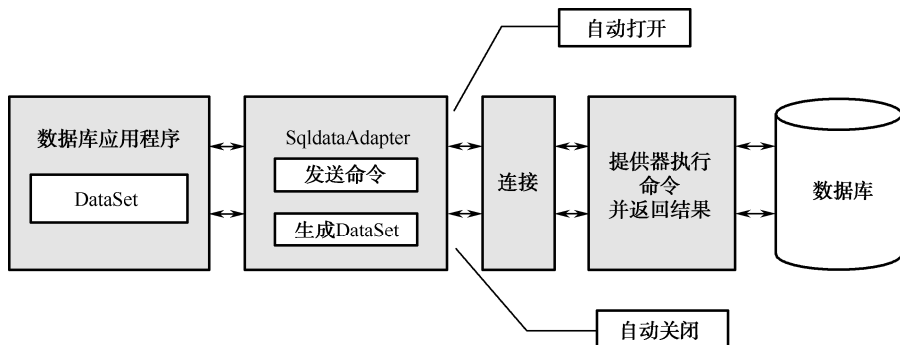 自动打开
数据库应用程序
DataSet
SqldataAdapter
发送命令
生成DataSet
连接
提供器执行
命令
并返回结果
数据库
自动关闭